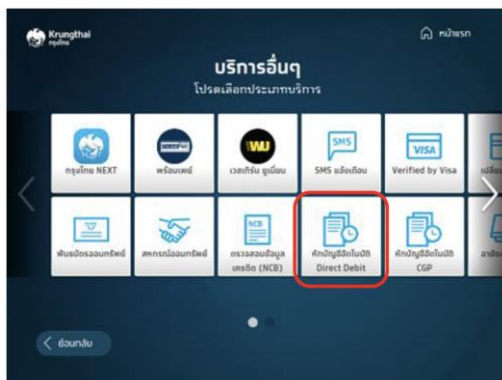 Krungthai
กรุงไทย
หน้าแรก
บริการอื่นๆ
โปรดเลือกประเภทบริการ
กรุงไทย NEXT
พร้อมเพย์
เวสเทิร์น ยูเนี่ยน
SMS แจ้งเตือน
Verified by Visa
WU
SMS
VISA
NCB
พันธบัตรออมทรัพย์
สหกรณ์ออมทรัพย์
ตรวจสอบข้อมูล
เครดิต (NCB)
หักบัญชีอัตโนมัติ
Direct Debit
หักบัญชีอัตโนมัติ
CGP
ย้อนกลับ